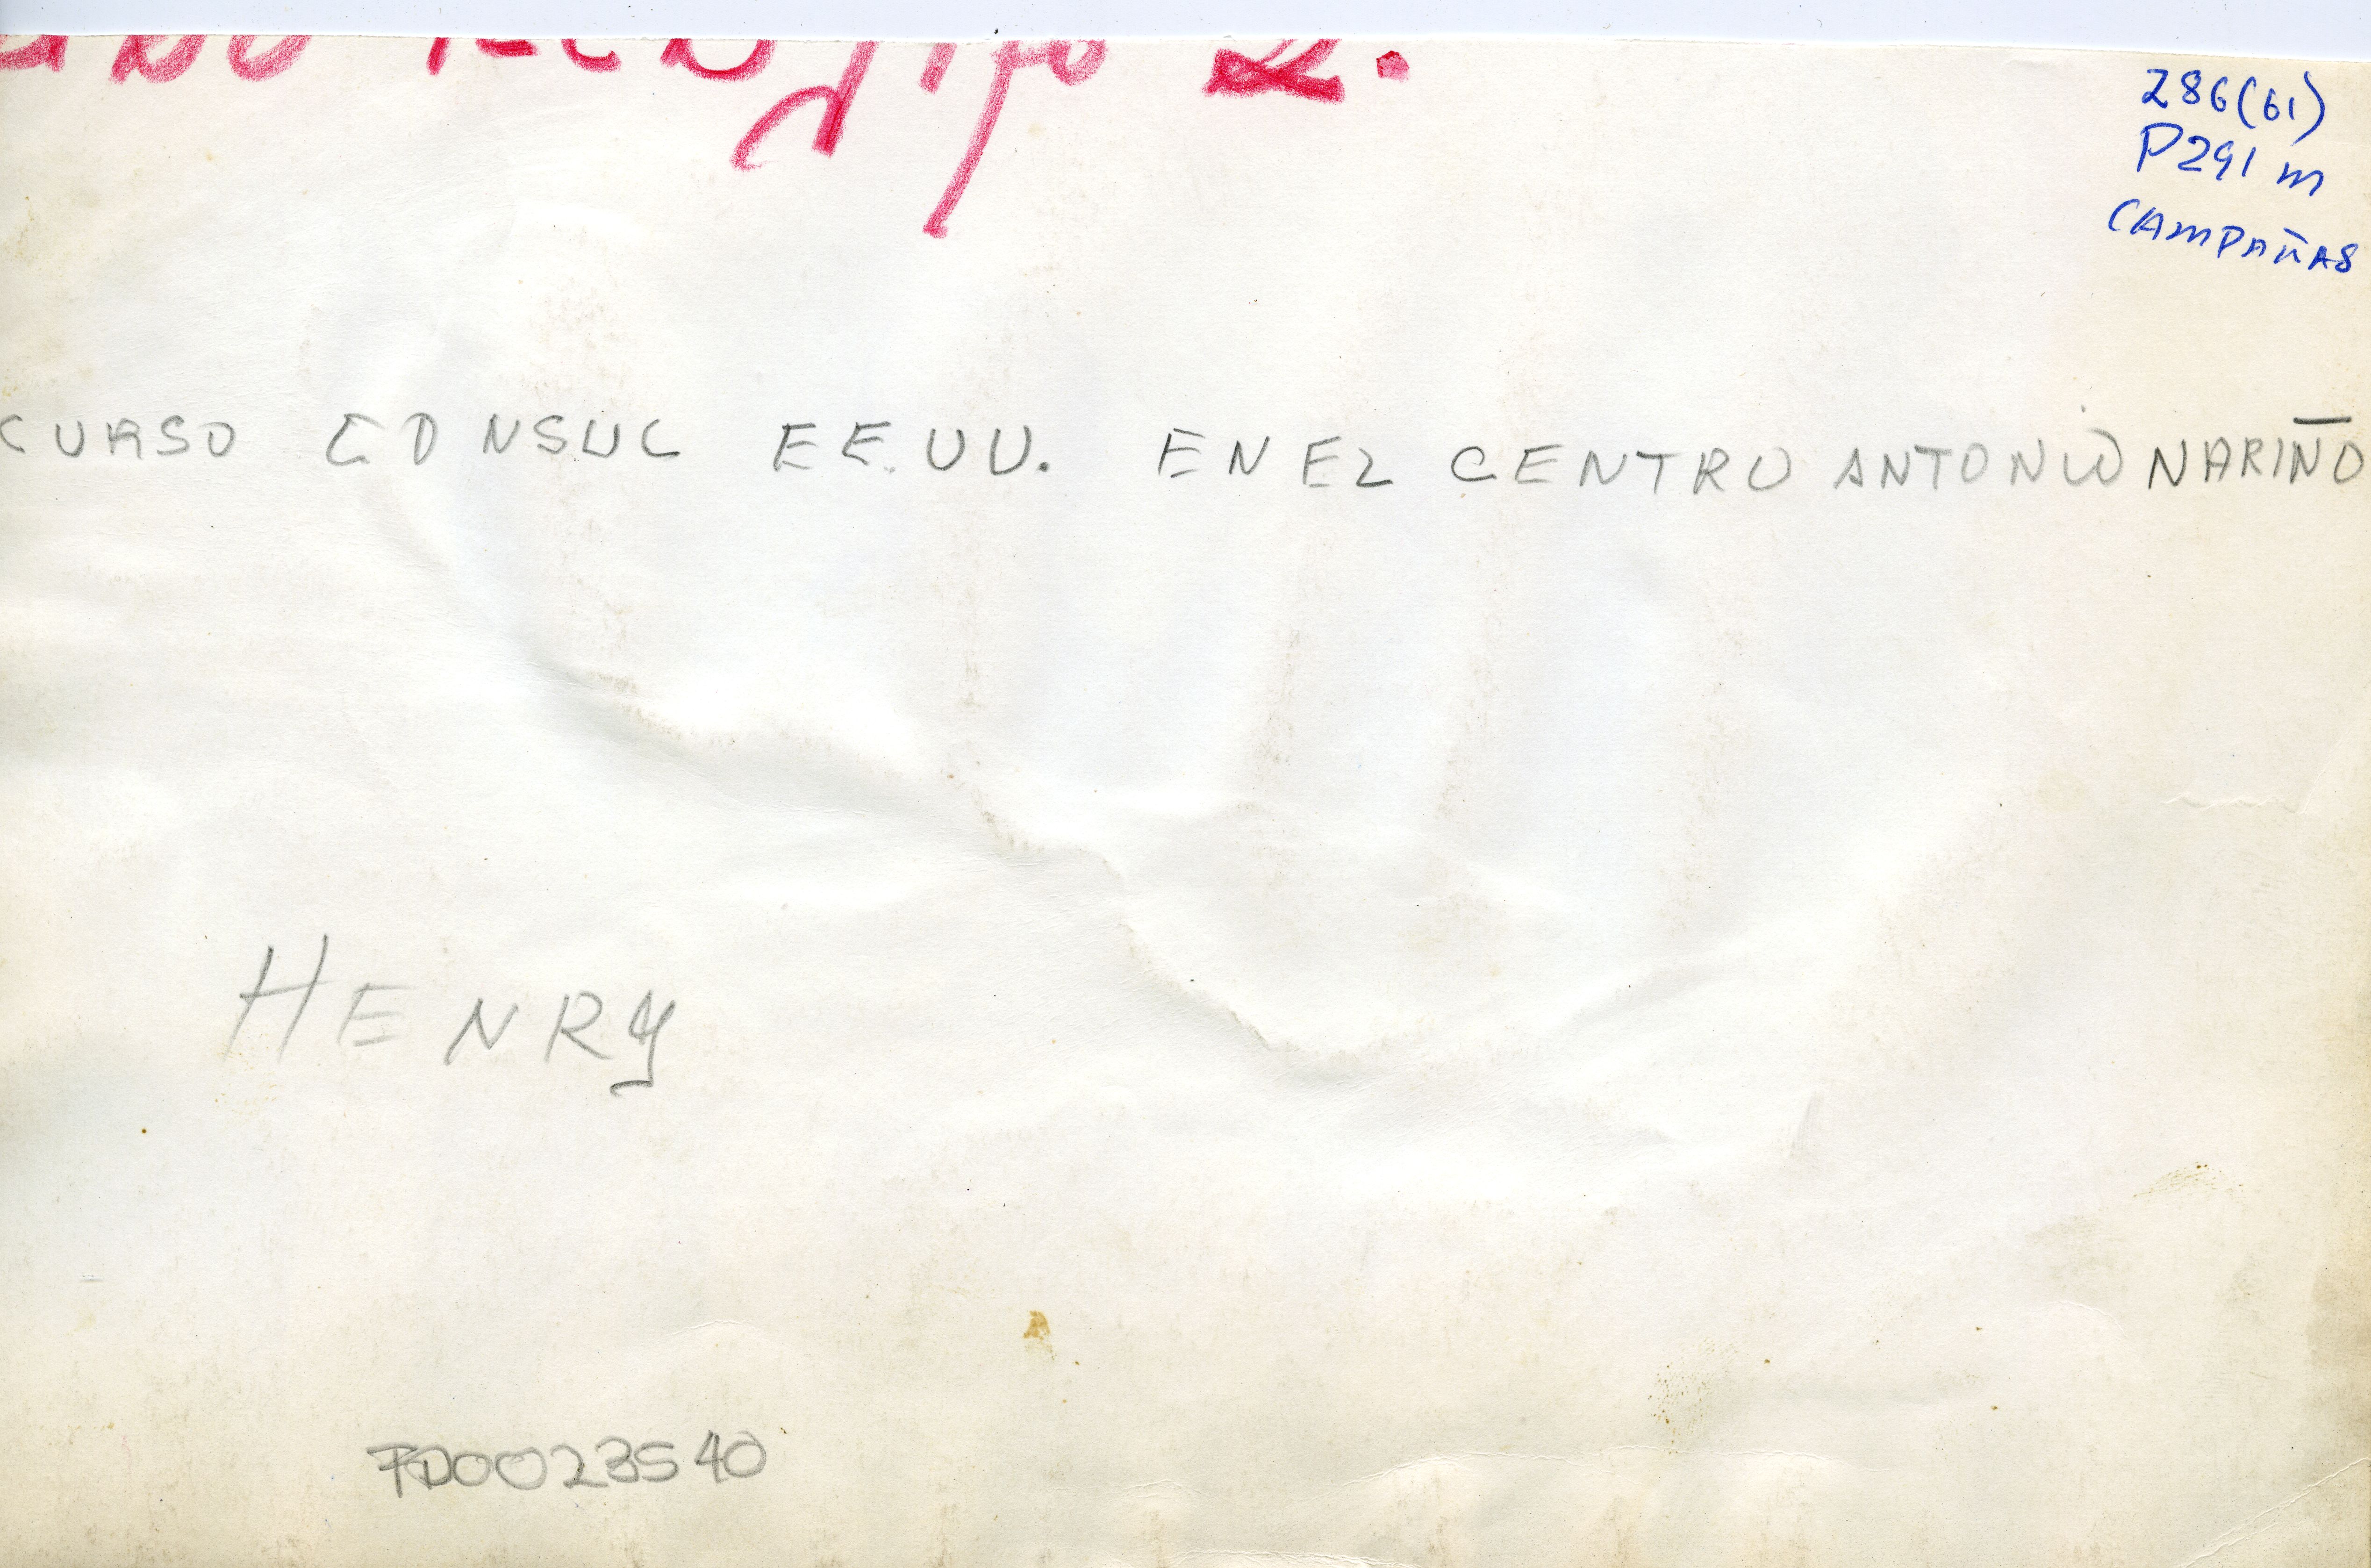 286(61)
P291 m
CAMPAÑAS
CURSO CONSUL EE.UU. EN EL CENTRO ANTONIO NARIÑO
HENRY
FD0023540